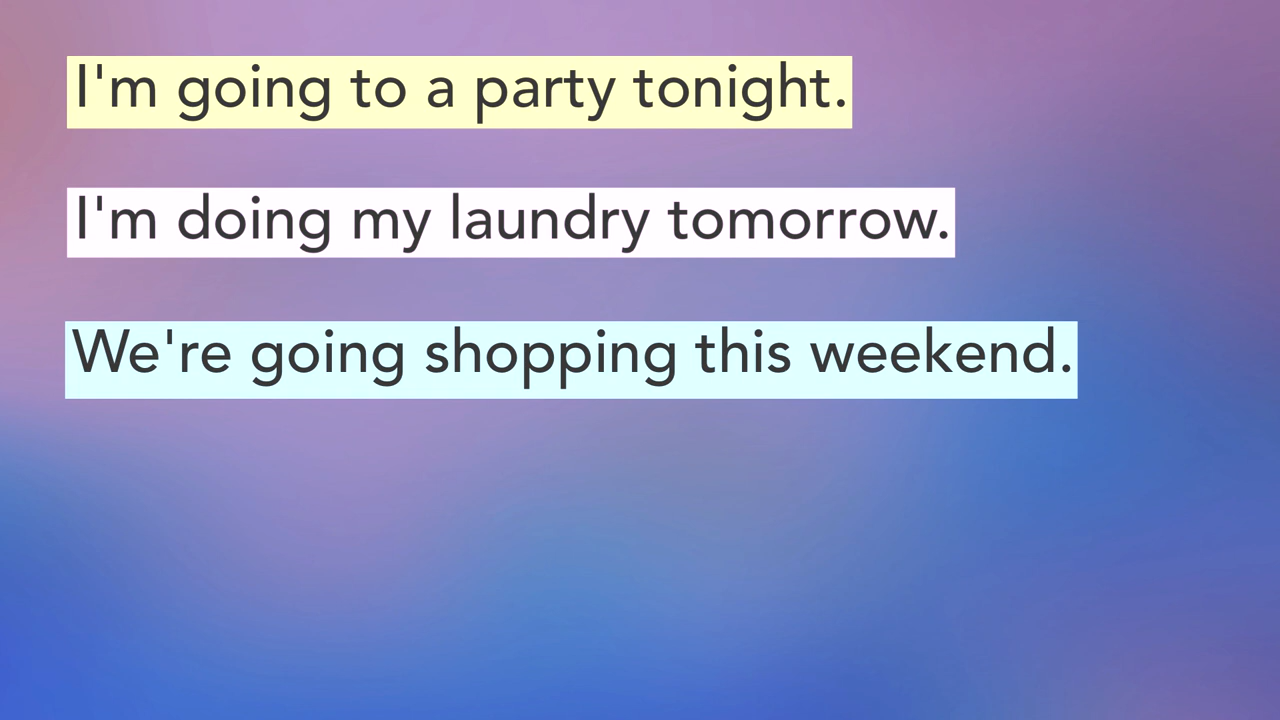 I'm going to a party tonight.
I'm doing my laundry tomorrow.
We're going shopping this weekend.